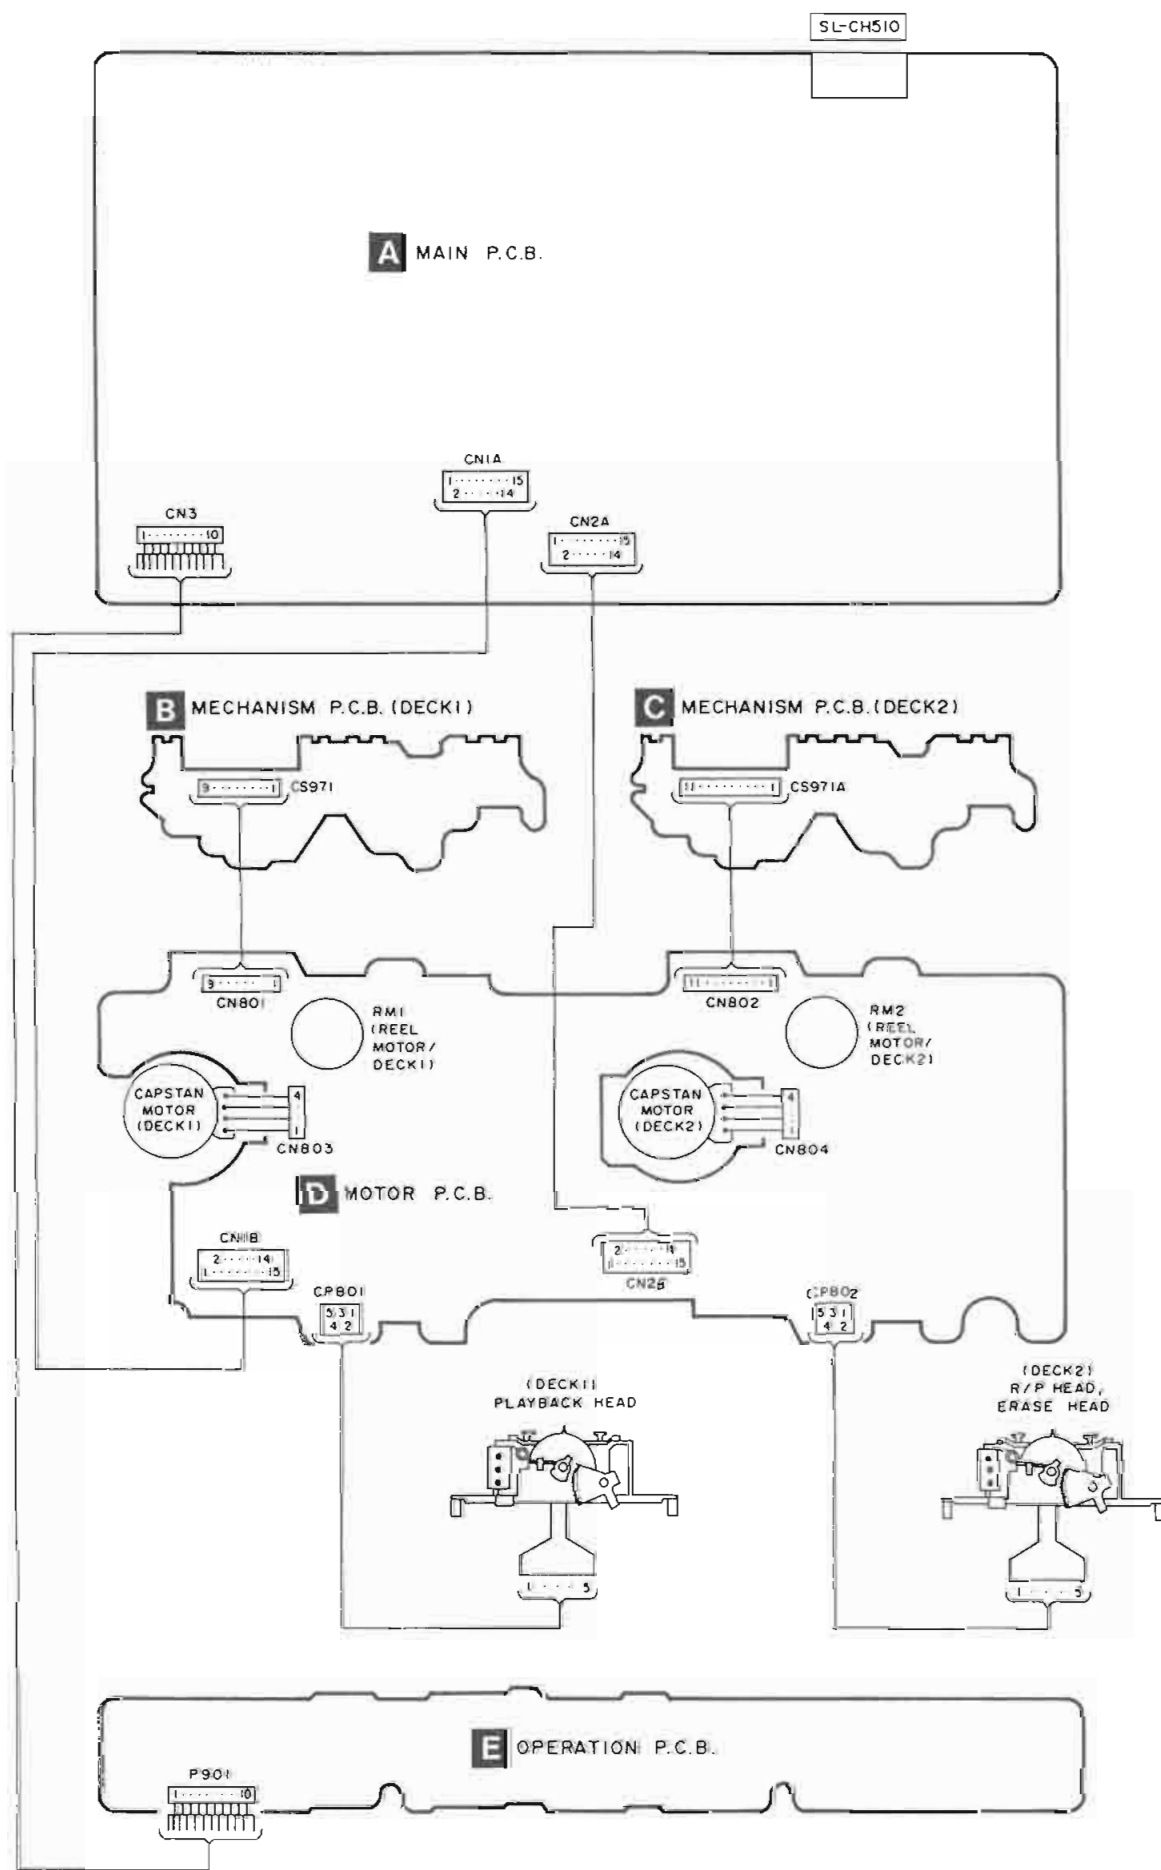 SL-CH510
A MAIN P.C.B.
CN1A
1·······15
2·····14
CN3
1·······10
CN2A
1·······15
2·····14
B MECHANISM P.C.B. (DECK1)
C MECHANISM P.C.B. (DECK2)
9·······1 CS971
11·········1 CS971A
9······1
CN801
11········1
CN802
RM1
(REEL
MOTOR/
DECK1)
RM2
(REEL
MOTOR/
DECK2)
CAPSTAN
MOTOR
(DECK1)
4
1
CN803
CAPSTAN
MOTOR
(DECK2)
4
1
CN804
D MOTOR P.C.B.
CN1B
2·····14
1·······15
2······14
1·······15
CN2B
CP801
5 3 1
4 2
CP802
5 3 1
4 2
(DECK1)
PLAYBACK HEAD
(DECK2)
R/P HEAD,
ERASE HEAD
1····5
1····5
E OPERATION P.C.B.
P901
1·······10